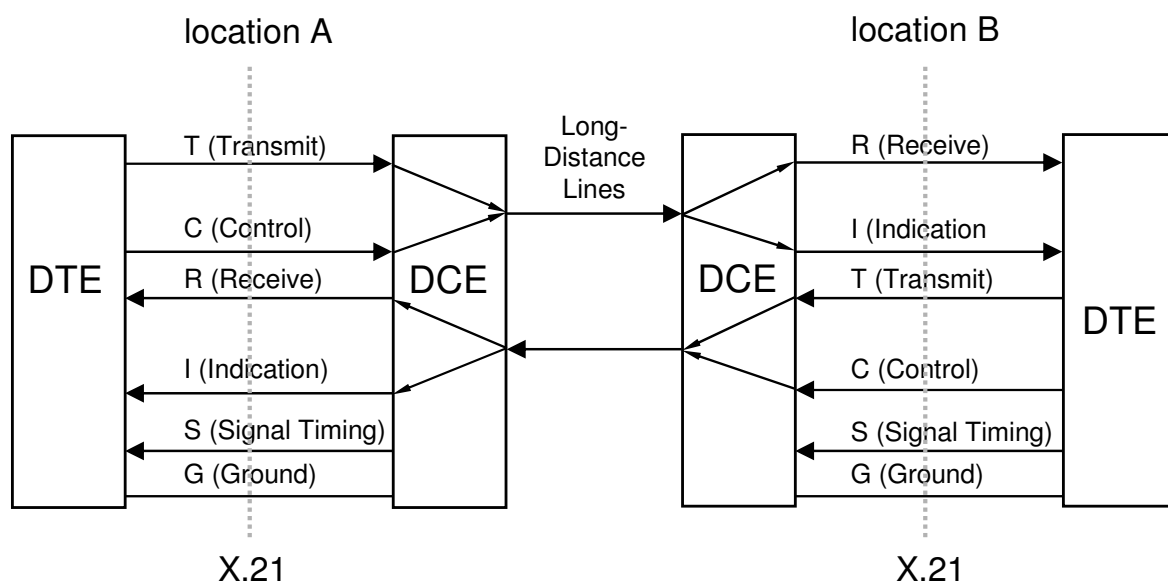 location A
location B
T (Transmit)
Long-
Distance
Lines
R (Receive)
C (Control)
I (Indication
DTE
R (Receive)
DCE
DCE
T (Transmit)
DTE
I (Indication)
C (Control)
S (Signal Timing)
S (Signal Timing)
G (Ground)
G (Ground)
X.21
X.21